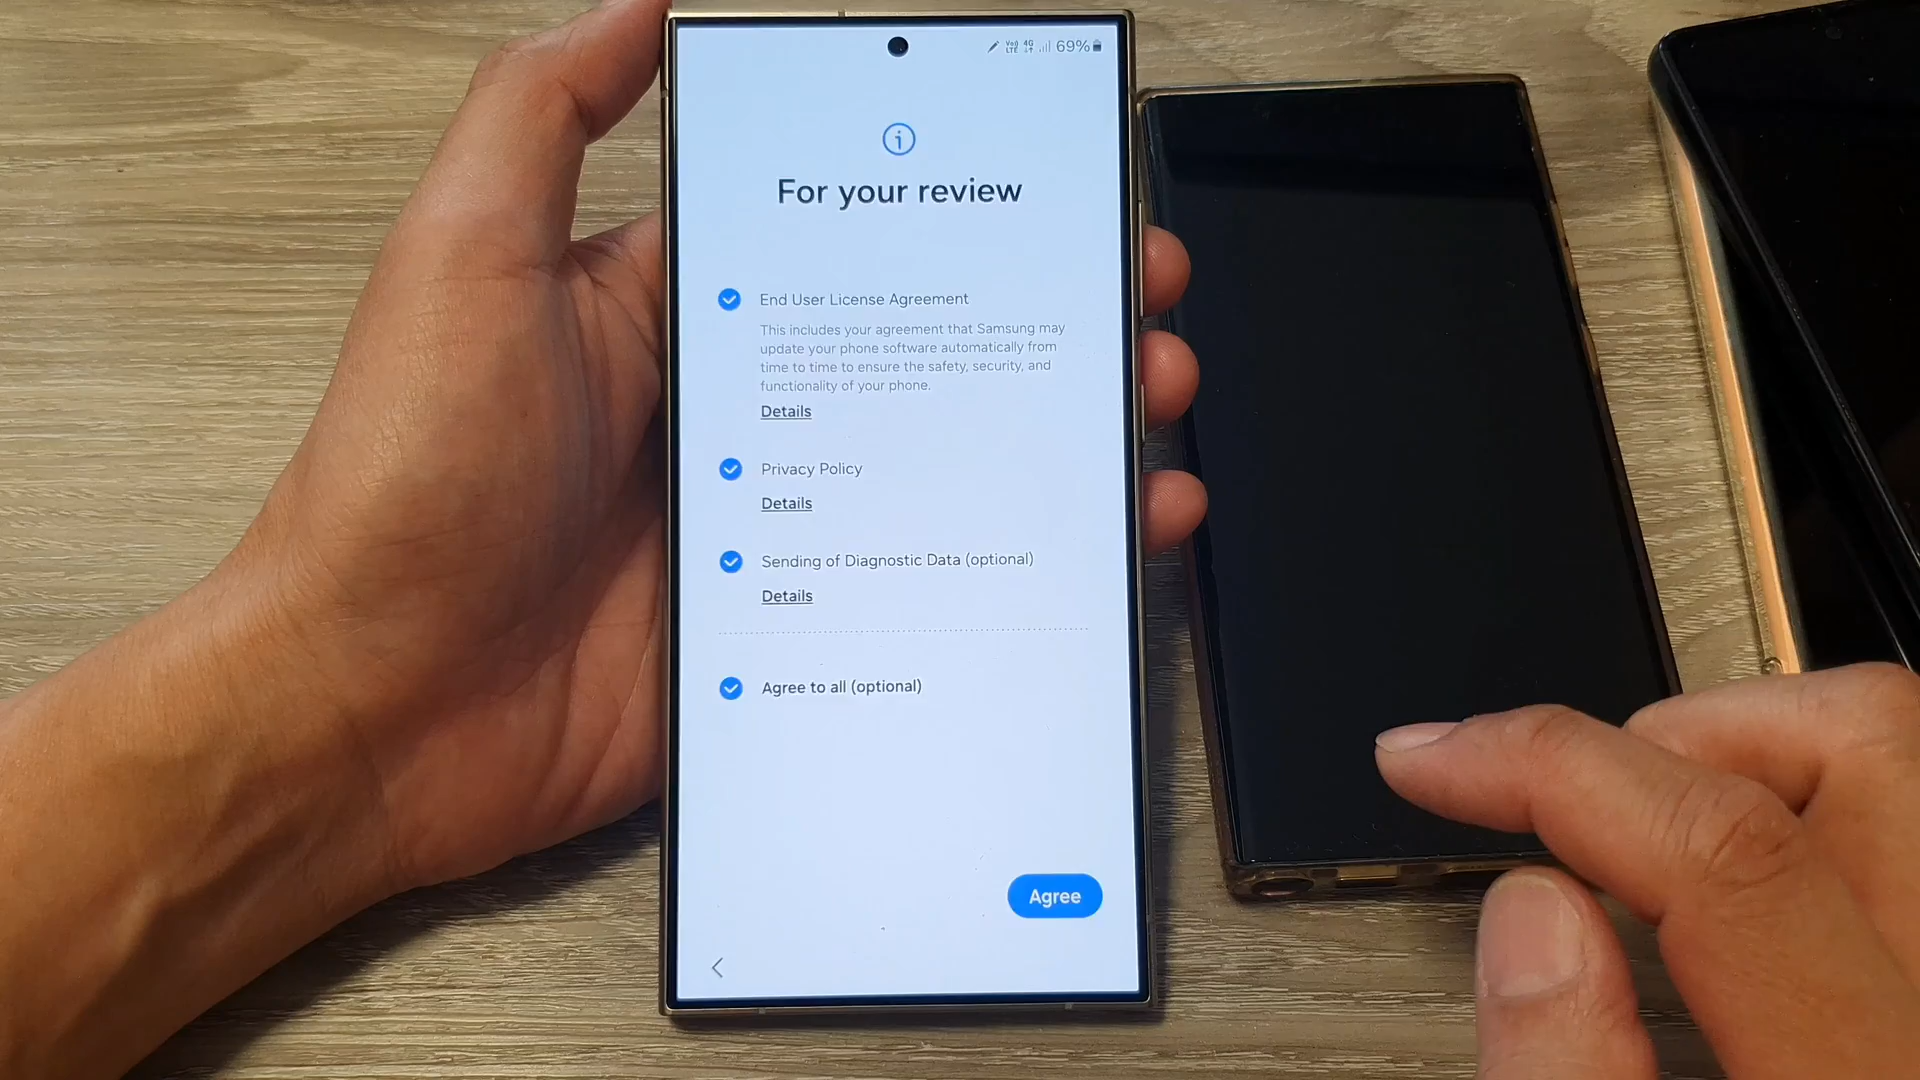 VoLTE 4G 69%
For your review
End User License Agreement
This includes your agreement that Samsung may
update your phone software automatically from
time to time to ensure the safety, security, and
functionality of your phone.
Details
Privacy Policy
Details
Sending of Diagnostic Data (optional)
Details
Agree to all (optional)
Agree